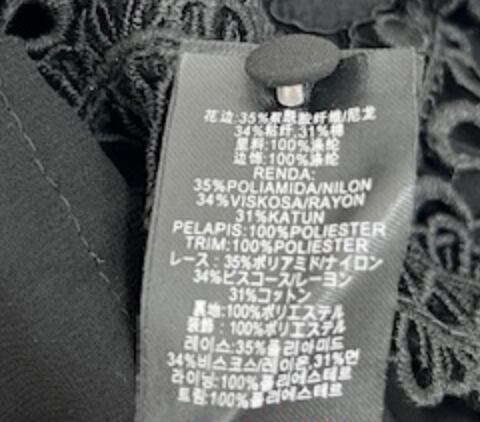 花边:35%聚酰胺纤维/尼龙
34%粘纤,31%棉
里料:100%涤纶
边饰:100%涤纶
RENDA:
35%POLIAMIDA/NILON
34%VISKOSA/RAYON
31%KATUN
PELAPIS:100%POLIESTER
TRIM:100%POLIESTER
レース:35%ポリアミド/ナイロン
34%ビスコース/レーヨン
31%コットン
裏地:100%ポリエステル
装飾:100%ポリエステル
레이스:35%폴리아미드
34%비스코스/레이온,31%면
라이닝:100%폴리에스테르
트림:100%폴리에스테르